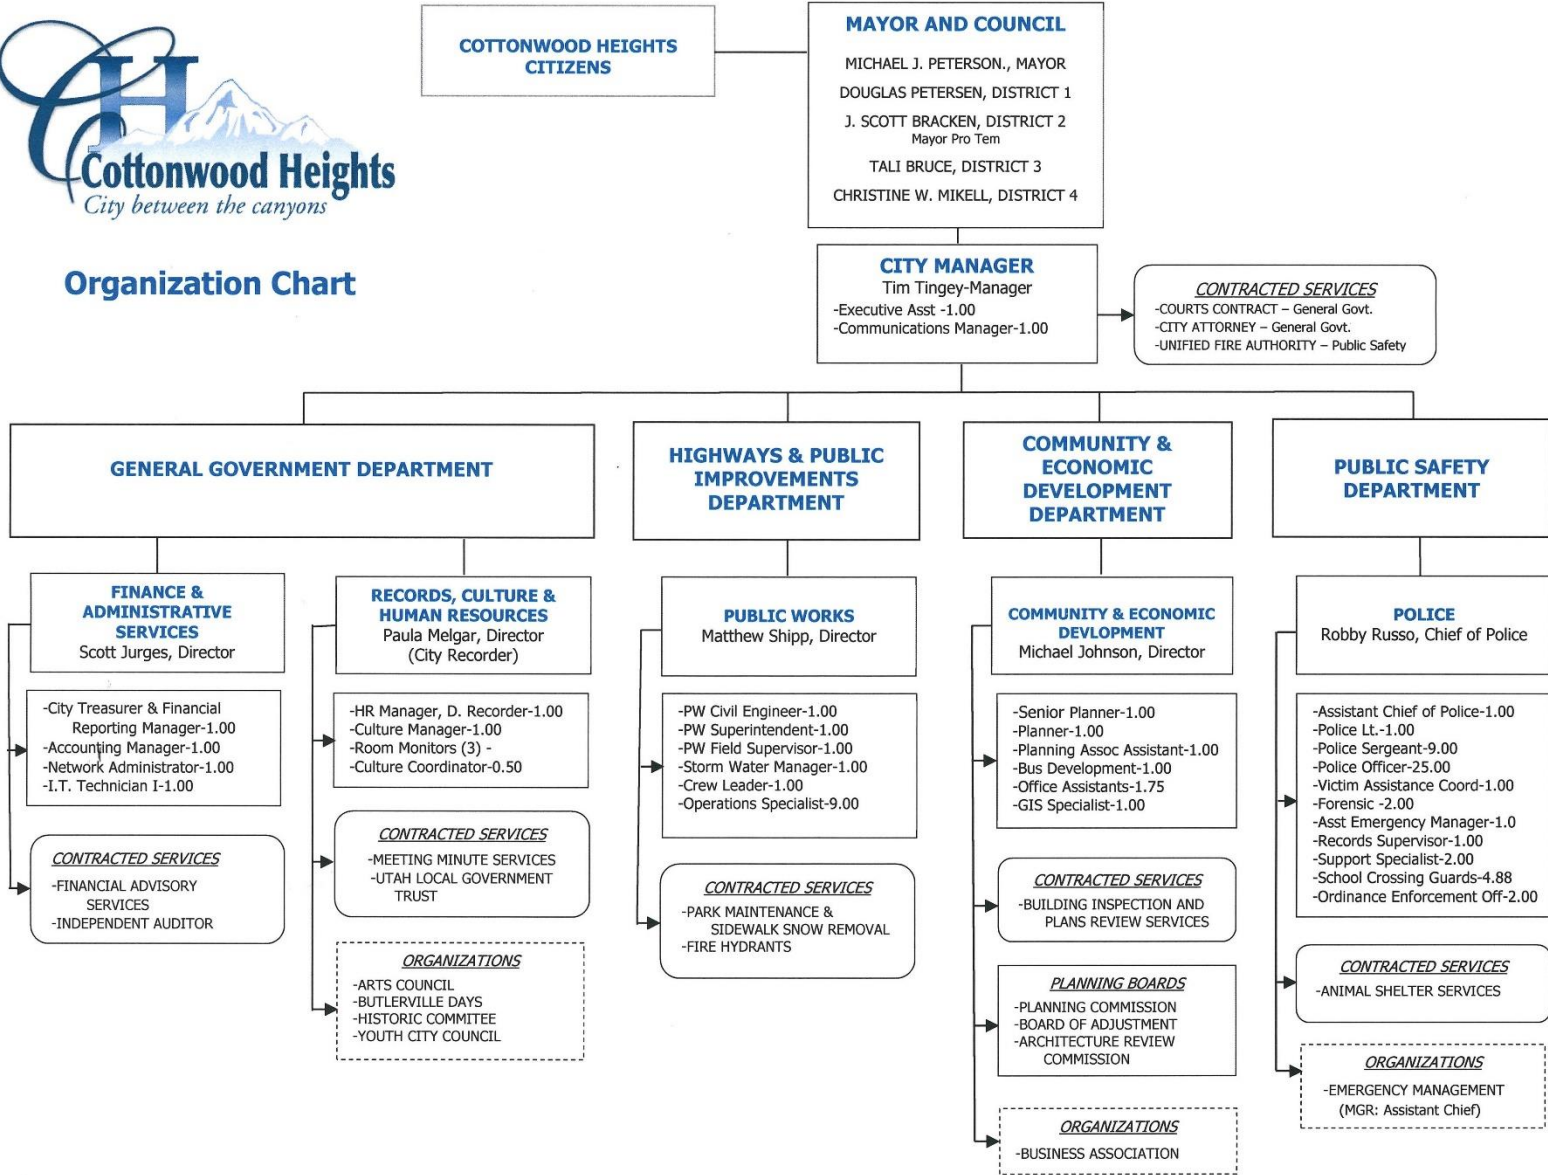 CH
Cottonwood Heights
City between the canyons
Organization Chart
COTTONWOOD HEIGHTS
CITIZENS
MAYOR AND COUNCIL
MICHAEL J. PETERSON., MAYOR
DOUGLAS PETERSEN, DISTRICT 1
J. SCOTT BRACKEN, DISTRICT 2
Mayor Pro Tem
TALI BRUCE, DISTRICT 3
CHRISTINE W. MIKELL, DISTRICT 4
CITY MANAGER
Tim Tingey-Manager
-Executive Asst -1.00
-Communications Manager-1.00
CONTRACTED SERVICES
-COURTS CONTRACT – General Govt.
-CITY ATTORNEY – General Govt.
-UNIFIED FIRE AUTHORITY – Public Safety
GENERAL GOVERNMENT DEPARTMENT
FINANCE &
ADMINISTRATIVE
SERVICES
Scott Jurges, Director
-City Treasurer & Financial
Reporting Manager-1.00
-Accounting Manager-1.00
-Network Administrator-1.00
-I.T. Technician I-1.00
CONTRACTED SERVICES
-FINANCIAL ADVISORY
SERVICES
-INDEPENDENT AUDITOR
RECORDS, CULTURE &
HUMAN RESOURCES
Paula Melgar, Director
(City Recorder)
-HR Manager, D. Recorder-1.00
-Culture Manager-1.00
-Room Monitors (3) -
-Culture Coordinator-0.50
CONTRACTED SERVICES
-MEETING MINUTE SERVICES
-UTAH LOCAL GOVERNMENT
TRUST
ORGANIZATIONS
-ARTS COUNCIL
-BUTLERVILLE DAYS
-HISTORIC COMMITEE
-YOUTH CITY COUNCIL
HIGHWAYS & PUBLIC
IMPROVEMENTS
DEPARTMENT
PUBLIC WORKS
Matthew Shipp, Director
-PW Civil Engineer-1.00
-PW Superintendent-1.00
-PW Field Supervisor-1.00
-Storm Water Manager-1.00
-Crew Leader-1.00
-Operations Specialist-9.00
CONTRACTED SERVICES
-PARK MAINTENANCE &
SIDEWALK SNOW REMOVAL
-FIRE HYDRANTS
COMMUNITY &
ECONOMIC
DEVELOPMENT
DEPARTMENT
COMMUNITY & ECONOMIC
DEVLOPMENT
Michael Johnson, Director
-Senior Planner-1.00
-Planner-1.00
-Planning Assoc Assistant-1.00
-Bus Development-1.00
-Office Assistants-1.75
-GIS Specialist-1.00
CONTRACTED SERVICES
-BUILDING INSPECTION AND
PLANS REVIEW SERVICES
PLANNING BOARDS
-PLANNING COMMISSION
-BOARD OF ADJUSTMENT
-ARCHITECTURE REVIEW
COMMISSION
ORGANIZATIONS
-BUSINESS ASSOCIATION
PUBLIC SAFETY
DEPARTMENT
POLICE
Robby Russo, Chief of Police
-Assistant Chief of Police-1.00
-Police Lt.-1.00
-Police Sergeant-9.00
-Police Officer-25.00
-Victim Assistance Coord-1.00
-Forensic -2.00
-Asst Emergency Manager-1.0
-Records Supervisor-1.00
-Support Specialist-2.00
-School Crossing Guards-4.88
-Ordinance Enforcement Off-2.00
CONTRACTED SERVICES
-ANIMAL SHELTER SERVICES
ORGANIZATIONS
-EMERGENCY MANAGEMENT
(MGR: Assistant Chief)